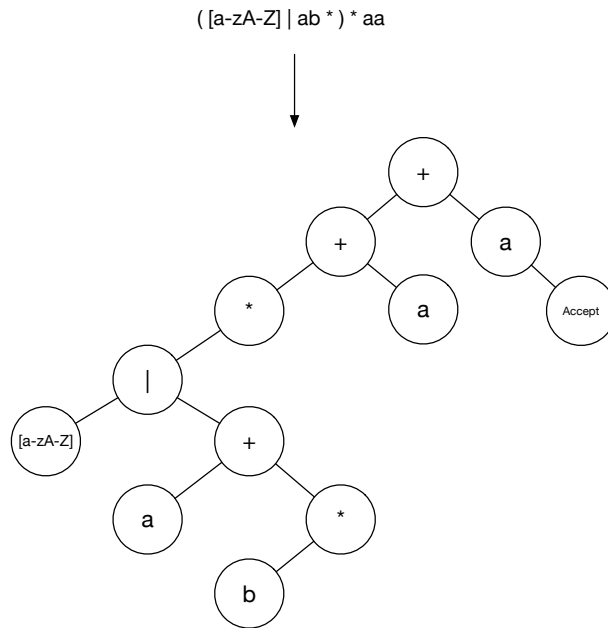 ( [a-zA-Z] | ab * ) * aa
+
+
a
*
a
Accept
|
[a-zA-Z]
+
a
*
b